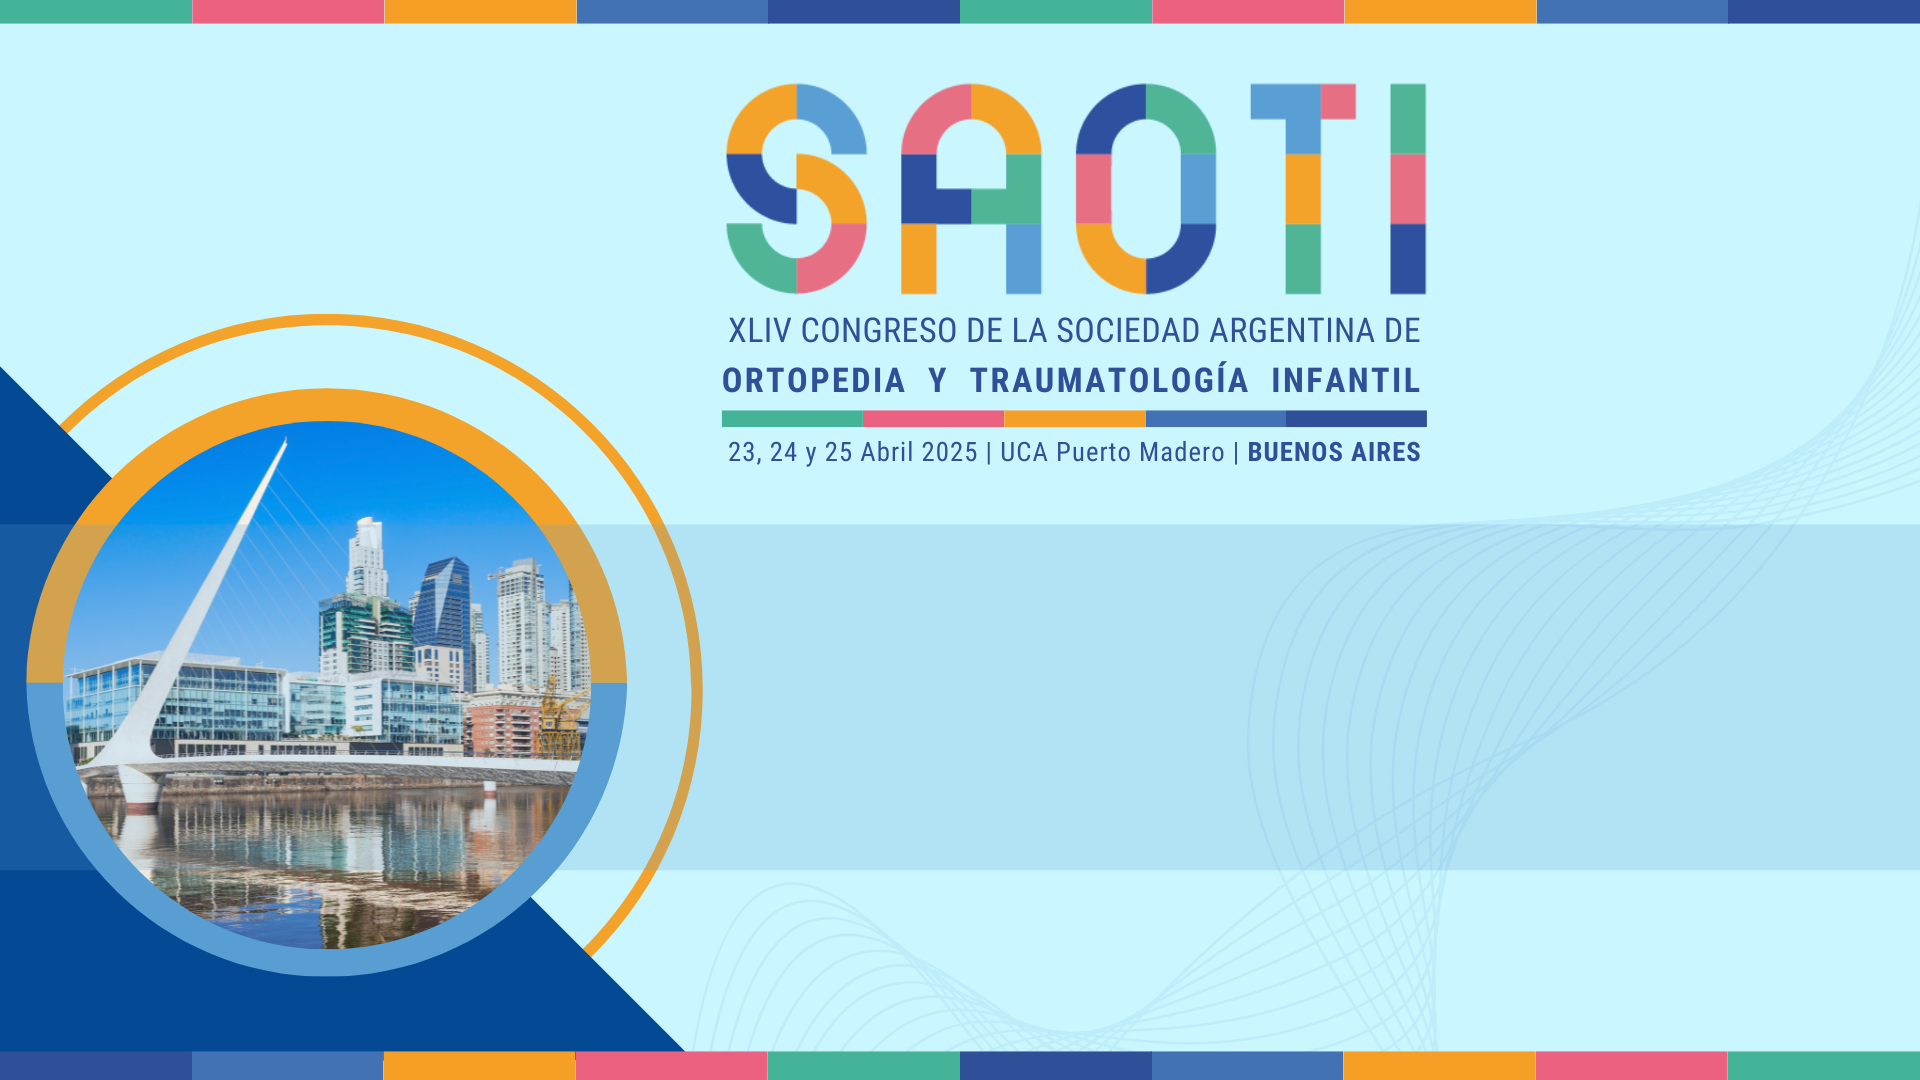 SAOTI
XLIV CONGRESO DE LA SOCIEDAD ARGENTINA DE
ORTOPEDIA Y TRAUMATOLOGÍA INFANTIL
23, 24 y 25 Abril 2025 | UCA Puerto Madero | BUENOS AIRES